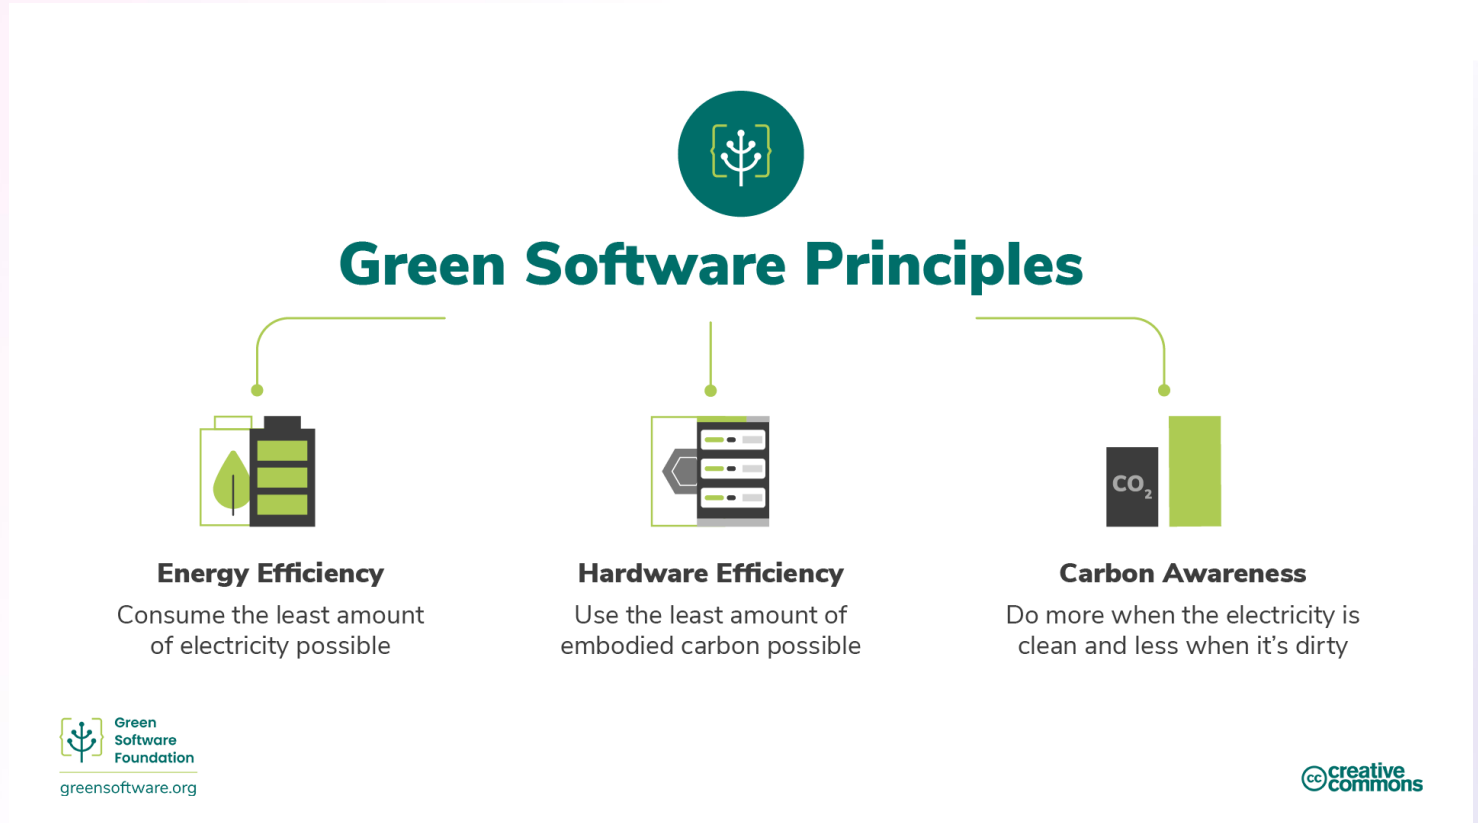 Green Software Principles
CO2
Energy Efficiency
Consume the least amount
of electricity possible
Hardware Efficiency
Use the least amount of
embodied carbon possible
Carbon Awareness
Do more when the electricity is
clean and less when it’s dirty
Green
Software
Foundation
greensoftware.org
cc creative
commons